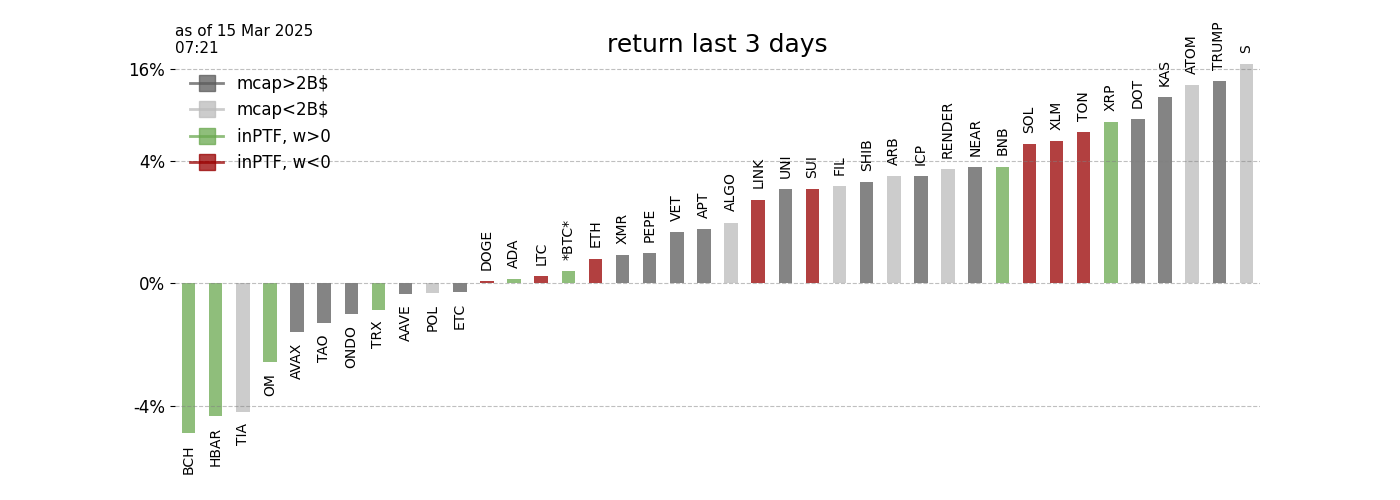 as of 15 Mar 2025
07:21
return last 3 days
16%
4%
0%
-4%
mcap>2B$
mcap<2B$
inPTF, w>0
inPTF, w<0
BCH
HBAR
TIA
OM
AVAX
TAO
ONDO
TRX
AAVE
POL
ETC
DOGE
ADA
LTC
*BTC*
ETH
XMR
PEPE
VET
APT
ALGO
LINK
UNI
SUI
FIL
SHIB
ARB
ICP
RENDER
NEAR
BNB
SOL
XLM
TON
XRP
DOT
KAS
ATOM
TRUMP
S